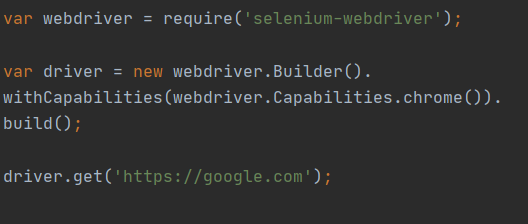 var webdriver = require('selenium-webdriver');
var driver = new webdriver.Builder().
withCapabilities(webdriver.Capabilities.chrome()).
build();
driver.get('https://google.com');